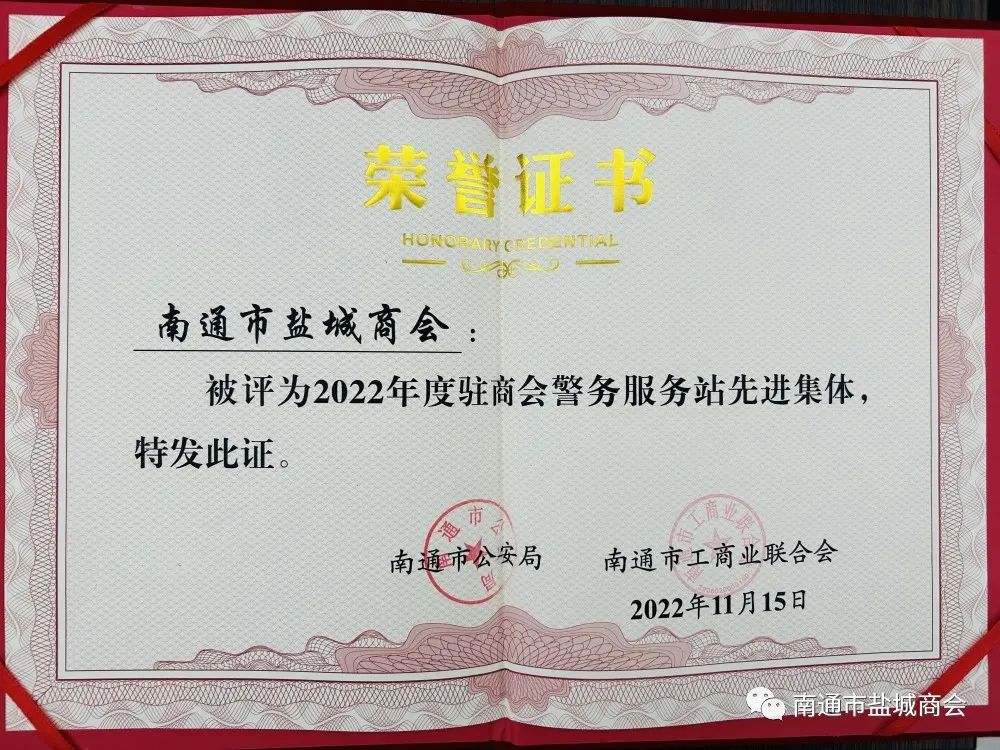 荣誉证书
HONORARY CREDENTIAL
南通市盐城商会：
被评为2022年度驻商会警务服务站先进集体，
特发此证。
南通市公安局
南通市工商业联合会
2022年11月15日
南通市盐城商会